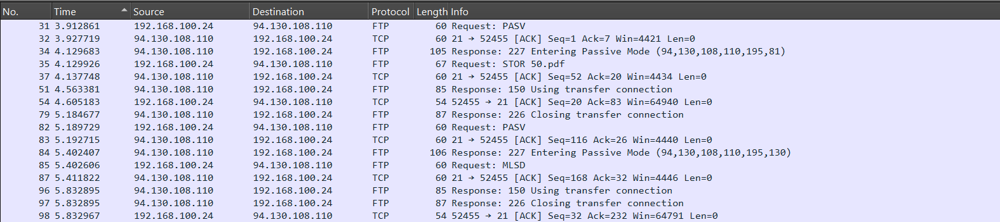 No. Time Source Destination Protocol Length Info
31 3.912861 192.168.100.24 94.130.108.110 FTP 60 Request: PASV
32 3.927719 94.130.108.110 192.168.100.24 TCP 60 21 → 52455 [ACK] Seq=1 Ack=7 Win=4421 Len=0
34 4.129683 94.130.108.110 192.168.100.24 FTP 105 Response: 227 Entering Passive Mode (94,130,108,110,195,81)
35 4.129926 192.168.100.24 94.130.108.110 FTP 67 Request: STOR 50.pdf
37 4.137748 94.130.108.110 192.168.100.24 TCP 60 21 → 52455 [ACK] Seq=52 Ack=20 Win=4434 Len=0
51 4.563381 94.130.108.110 192.168.100.24 FTP 85 Response: 150 Using transfer connection
54 4.605183 192.168.100.24 94.130.108.110 TCP 54 52455 → 21 [ACK] Seq=20 Ack=83 Win=64940 Len=0
79 5.184677 94.130.108.110 192.168.100.24 FTP 87 Response: 226 Closing transfer connection
82 5.189729 192.168.100.24 94.130.108.110 FTP 60 Request: PASV
83 5.192715 94.130.108.110 192.168.100.24 TCP 60 21 → 52455 [ACK] Seq=116 Ack=26 Win=4440 Len=0
84 5.402407 94.130.108.110 192.168.100.24 FTP 106 Response: 227 Entering Passive Mode (94,130,108,110,195,130)
85 5.402606 192.168.100.24 94.130.108.110 FTP 60 Request: MLSD
87 5.411822 94.130.108.110 192.168.100.24 TCP 60 21 → 52455 [ACK] Seq=168 Ack=32 Win=4446 Len=0
96 5.832895 94.130.108.110 192.168.100.24 FTP 85 Response: 150 Using transfer connection
97 5.832895 94.130.108.110 192.168.100.24 FTP 87 Response: 226 Closing transfer connection
98 5.832967 192.168.100.24 94.130.108.110 TCP 54 52455 → 21 [ACK] Seq=32 Ack=232 Win=64791 Len=0